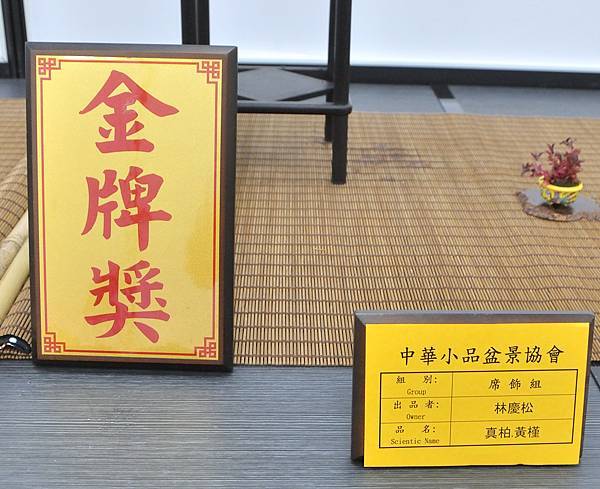 金牌獎
中華小品盆景協會
組 別: 席飾組
Group
出品者: 林慶松
Owner
品 名: 真柏.黃槿
Scientic Name